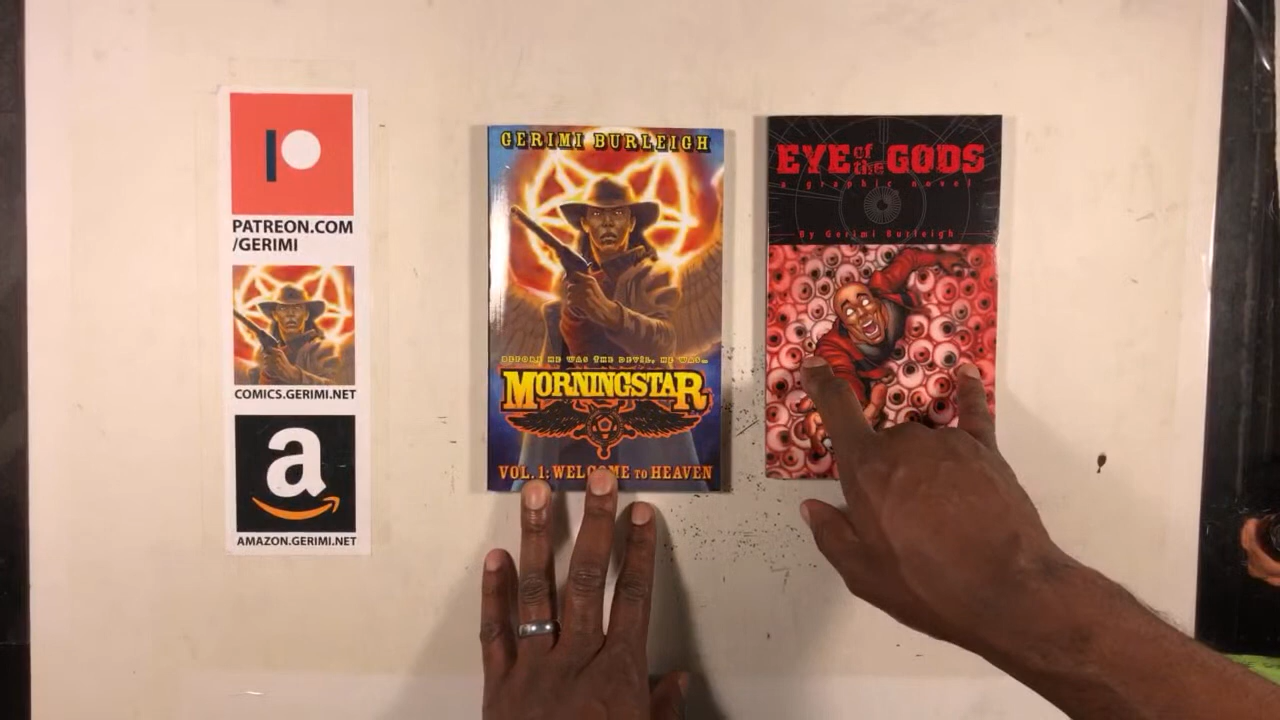 PATREON.COM
/GERIMI
COMICS.GERIMI.NET
a
AMAZON.GERIMI.NET
GERIMI BURLEIGH
BEFORE HE WAS THE DEVIL, HE WAS...
MORNINGSTAR
VOL. 1: WELCOME TO HEAVEN
EYE of the GODS
a graphic novel
By Gerimi Burleigh